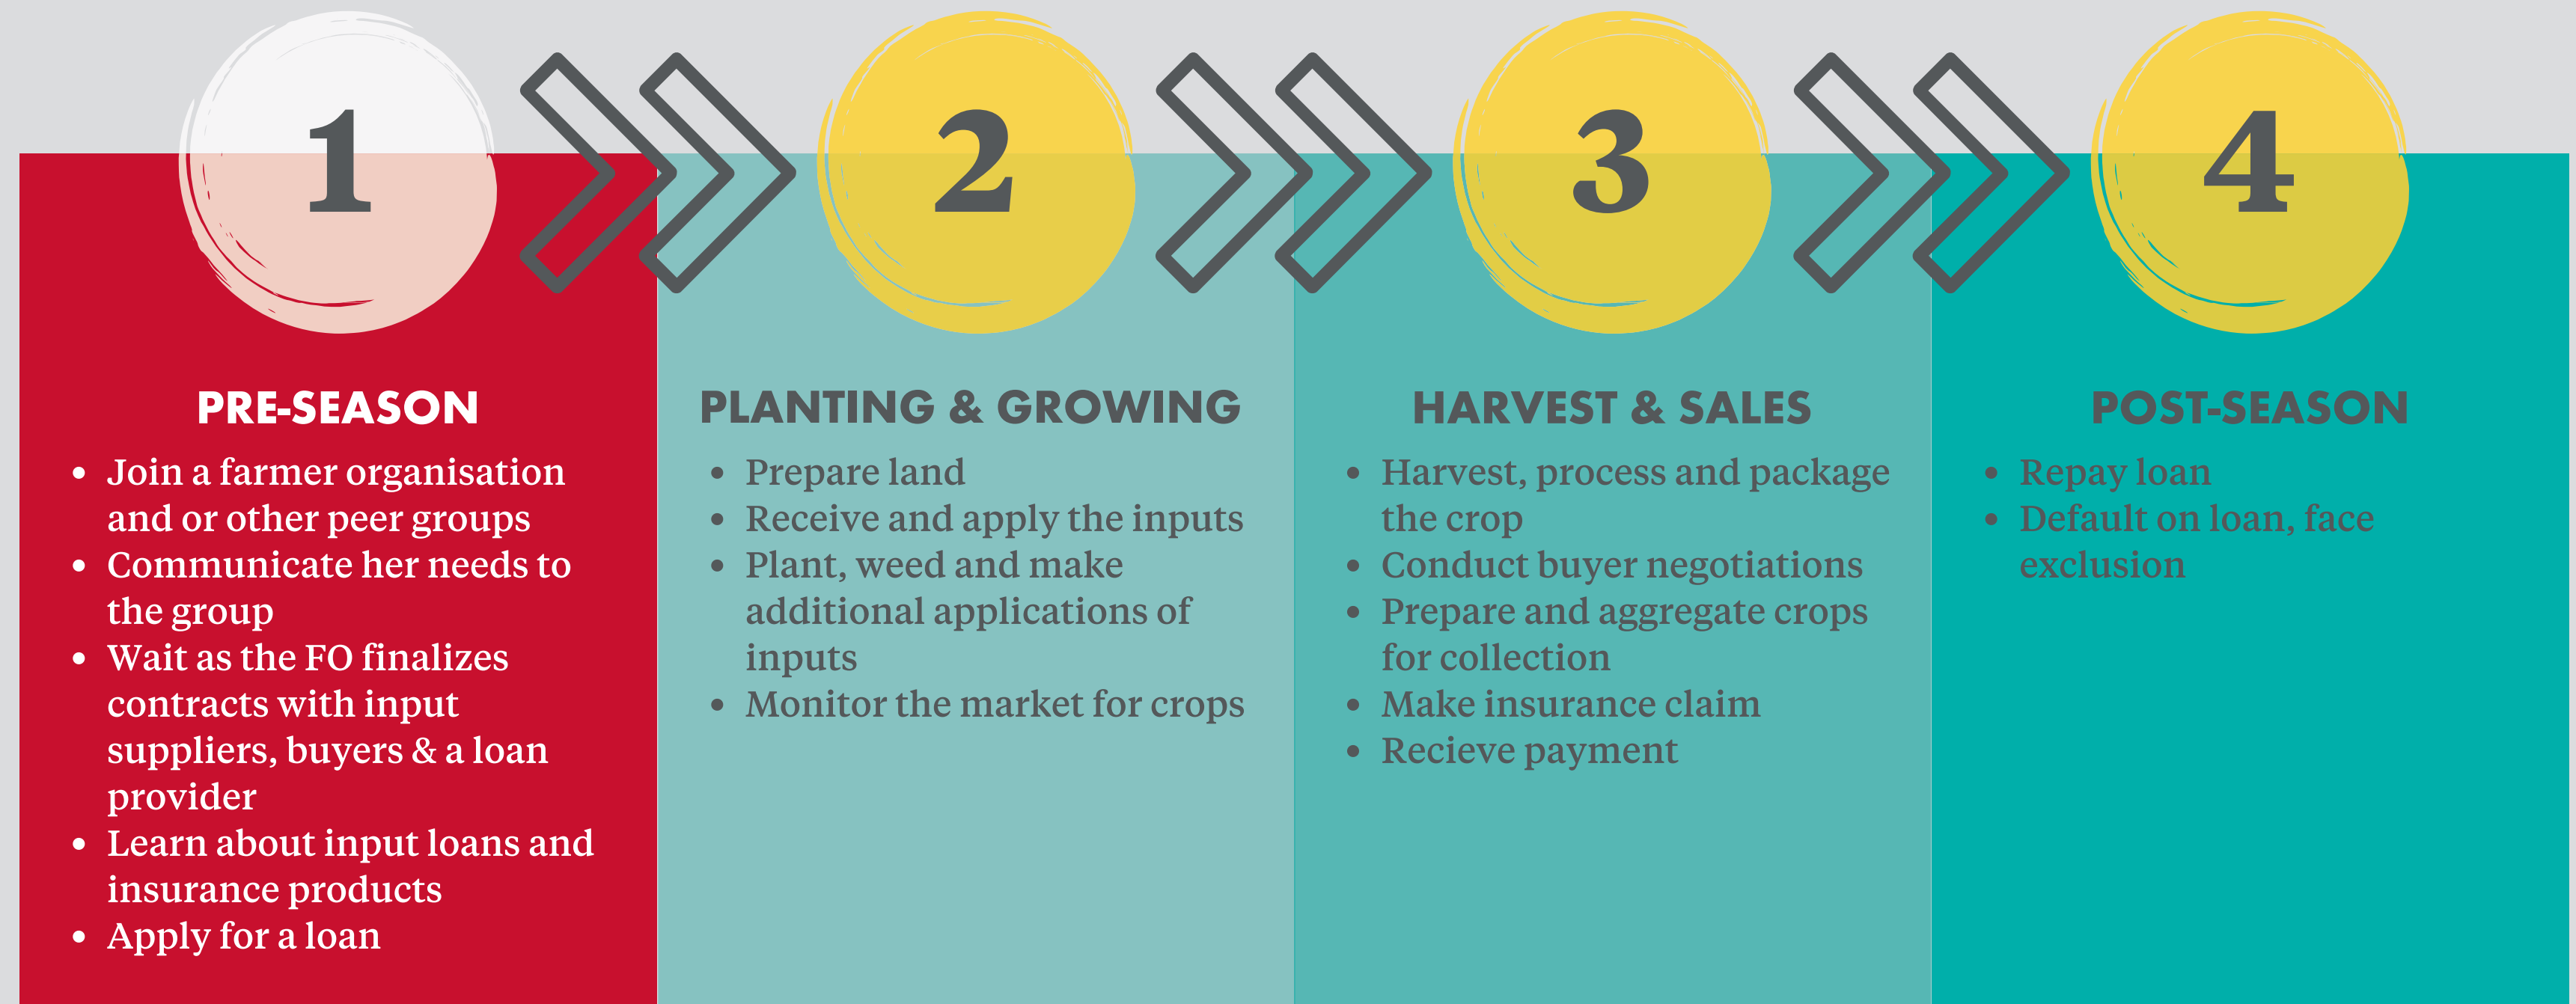 1
PRE-SEASON
• Join a farmer organisation
and or other peer groups
• Communicate her needs to
the group
• Wait as the FO finalizes
contracts with input
suppliers, buyers & a loan
provider
• Learn about input loans and
insurance products
• Apply for a loan
2
PLANTING & GROWING
• Prepare land
• Receive and apply the inputs
• Plant, weed and make
additional applications of
inputs
• Monitor the market for crops
3
HARVEST & SALES
• Harvest, process and package
the crop
• Conduct buyer negotiations
• Prepare and aggregate crops
for collection
• Make insurance claim
• Recieve payment
4
POST-SEASON
• Repay loan
• Default on loan, face
exclusion